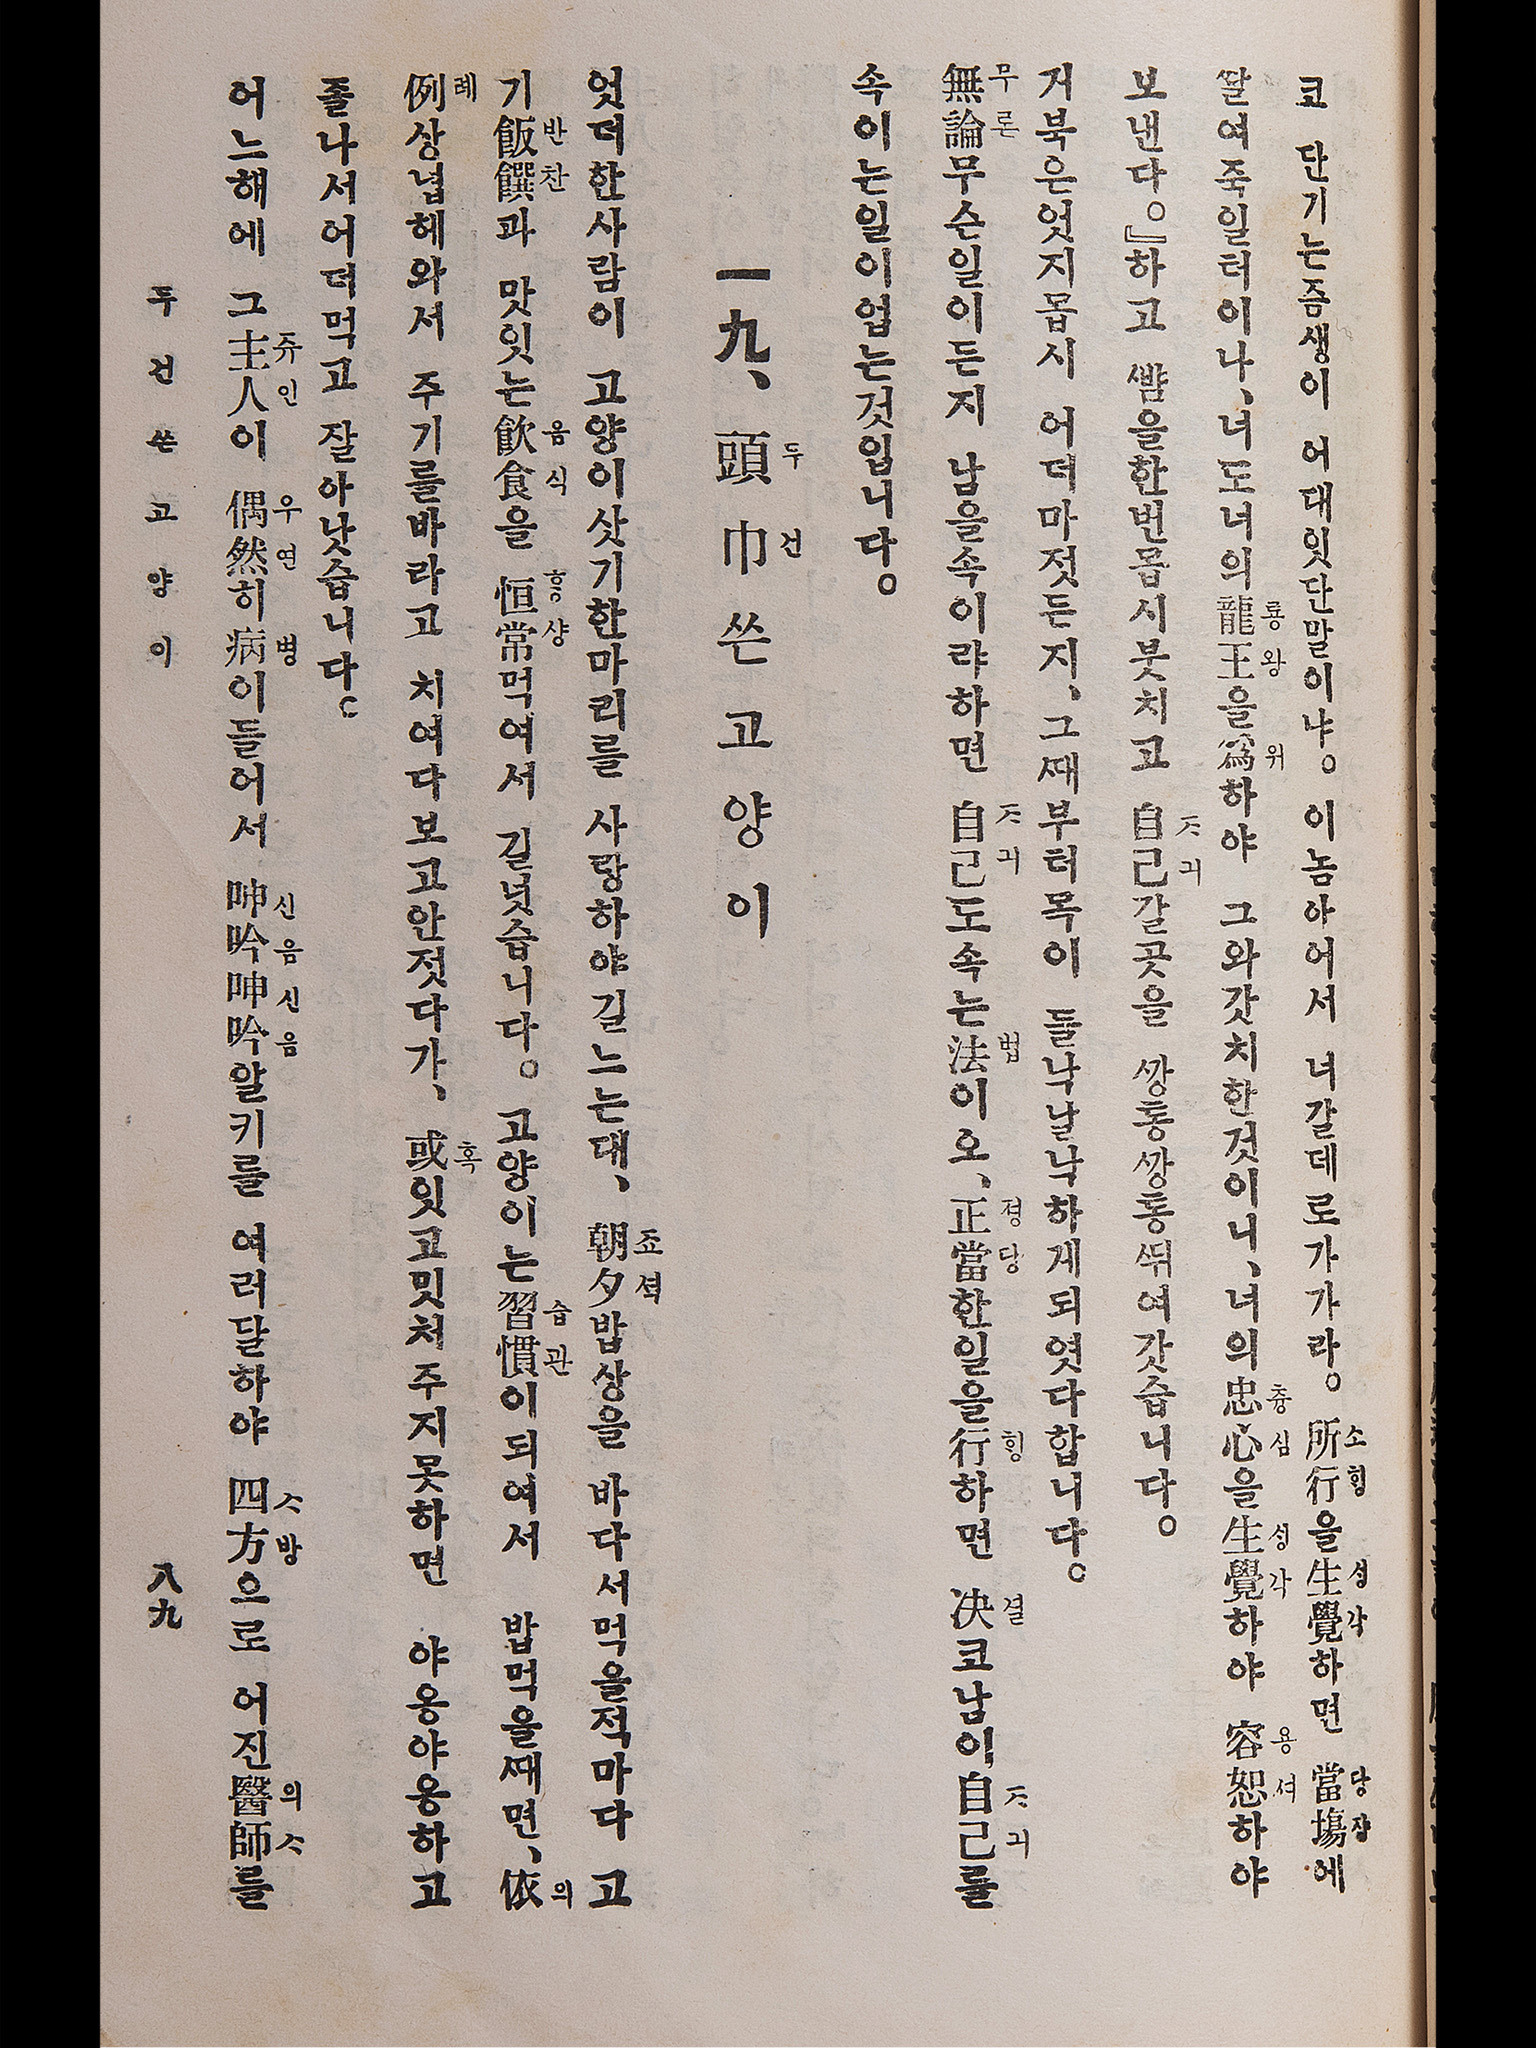 코 단기는즘생이 어대잇단말이냐。 이놈아어서 너갈데로가가라。 所行을生覺하면 當塲에
쌀여죽일터이나、너도너의龍王을爲하야 그와갓치한것이니、너의忠心을生覺하야 容恕하야
보낸다。』하고 뺨을한번몹시붓치고 自己갈곳을 깡통깡통뛰여갓습니다。
거북은엇지몹시 어더마젓든지、그때부터목이 들낙날낙하게되엿다합니다。
無論무슨일이든지 남을속이랴하면 自己도속는法이오、正當한일을行하면 決코남이自己를
속이는일이업는것입니다。
一九、頭巾쓴고양이
엇더한사람이 고양이삿기한마리를 사랑하야길느는대、朝夕밥상을 바다서먹을적마다 고
기飯饌과 맛잇는飮食을 恒常먹여서 길넛습니다。고양이는習慣이되여서 밥먹을때면、依
例상녑헤와서 주기를바라고 치여다보고안젓다가、或잇고밋처주지못하면 야옹야옹하고
졸나서어더먹고 잘아낫습니다。
어느해에 그主人이 偶然히病이들어서 呻吟呻吟알키를 여러달하야 四方으로 어진醫師를
두건쓴고양이
八九